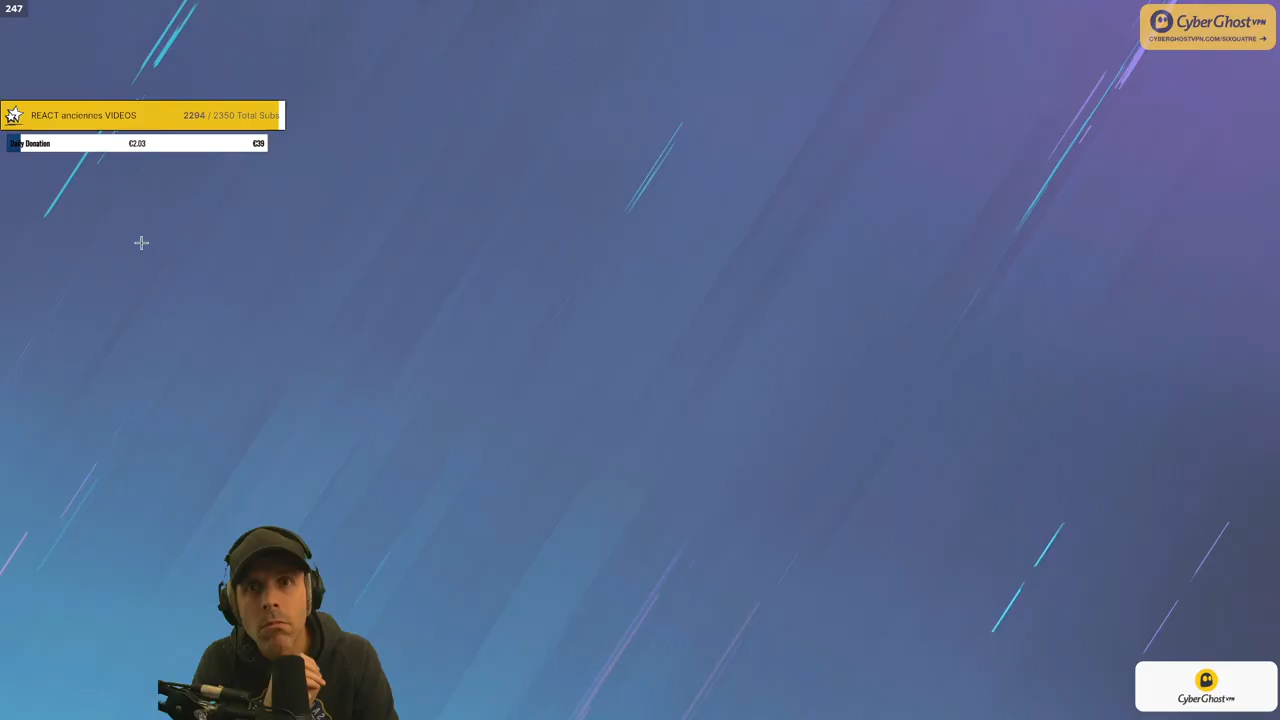 247
CyberGhost VPN
CYBERGHOSTVPN.COM/SIXQUATRE →
REACT anciennes VIDEOS 2294 / 2350 Total Subs
Daily Donation €2.03 €39
CyberGhost VPN